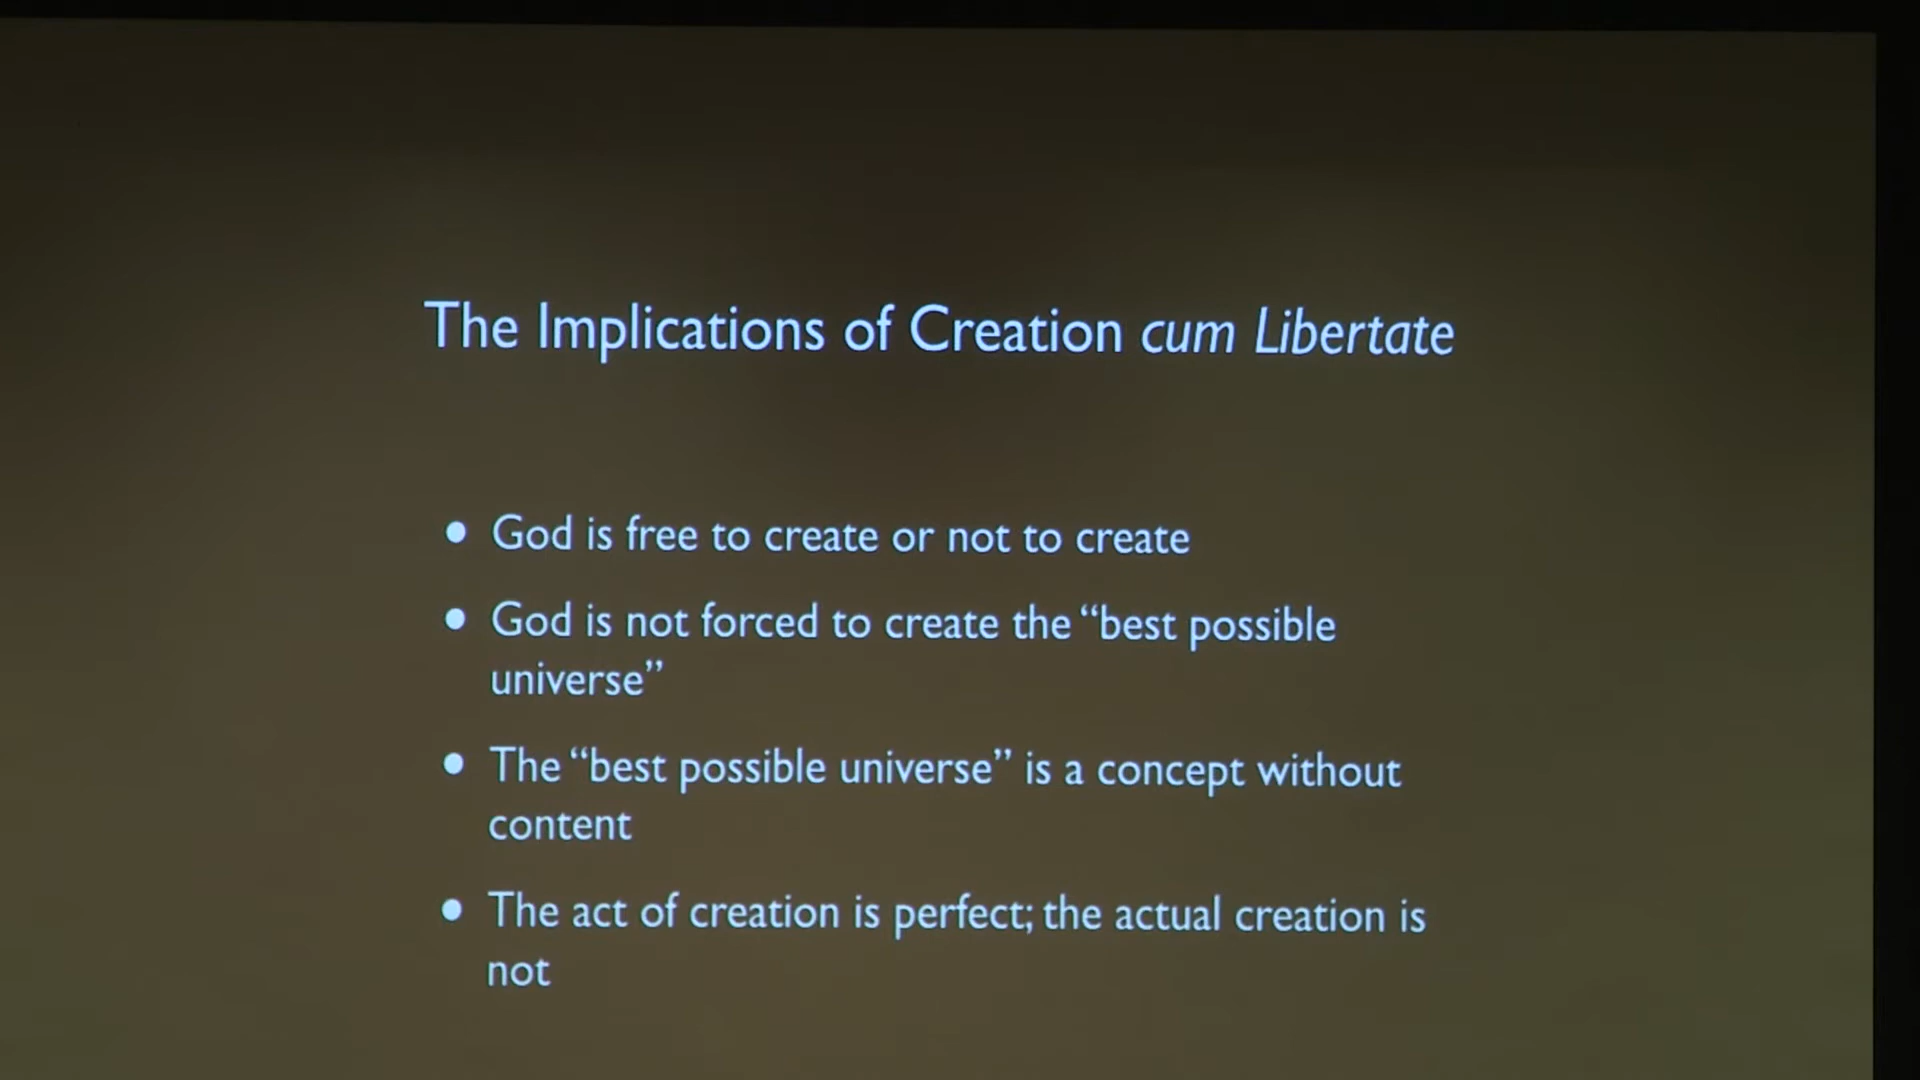 The Implications of Creation cum Libertate
• God is free to create or not to create
• God is not forced to create the “best possible
universe”
• The “best possible universe” is a concept without
content
• The act of creation is perfect; the actual creation is
not